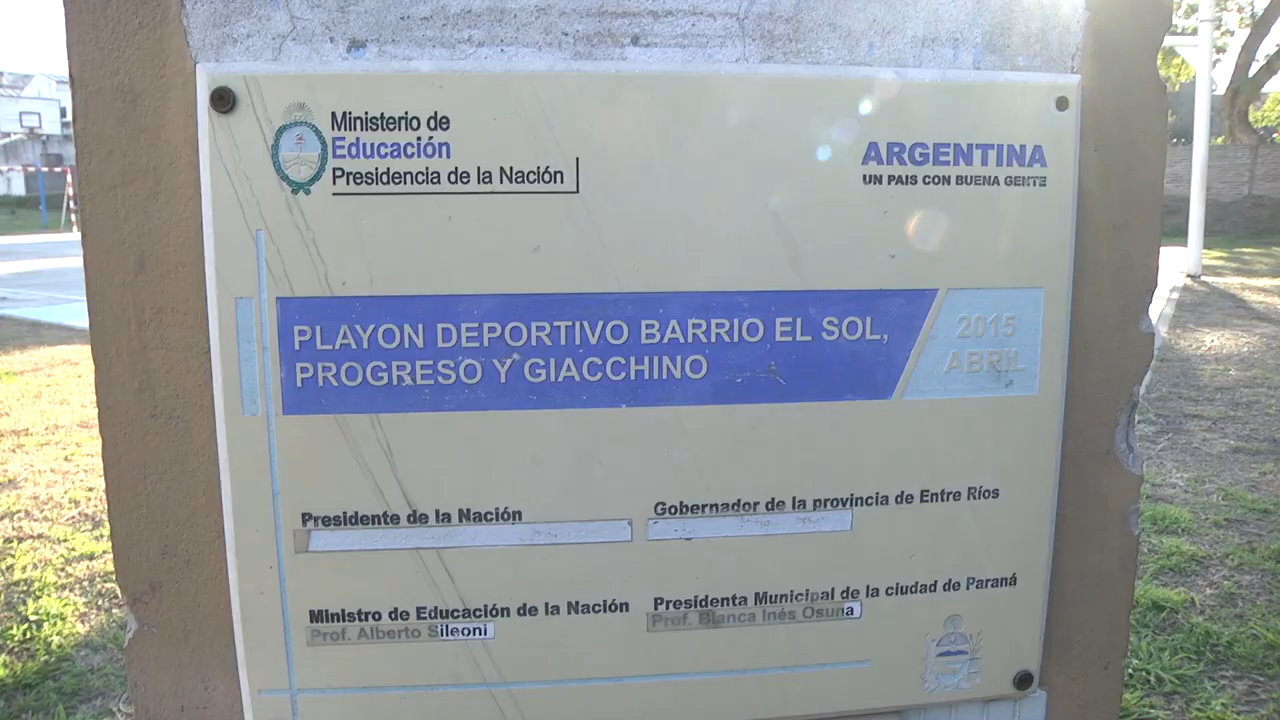 Ministerio de
Educación
Presidencia de la Nación
ARGENTINA
UN PAIS CON BUENA GENTE
PLAYON DEPORTIVO BARRIO EL SOL,
PROGRESO Y GIACCHINO
2015
ABRIL
Presidente de la Nación
Gobernador de la provincia de Entre Ríos
Ministro de Educación de la Nación
Prof. Alberto Sileoni
Presidenta Municipal de la ciudad de Paraná
Prof. Blanca Inés Osuna